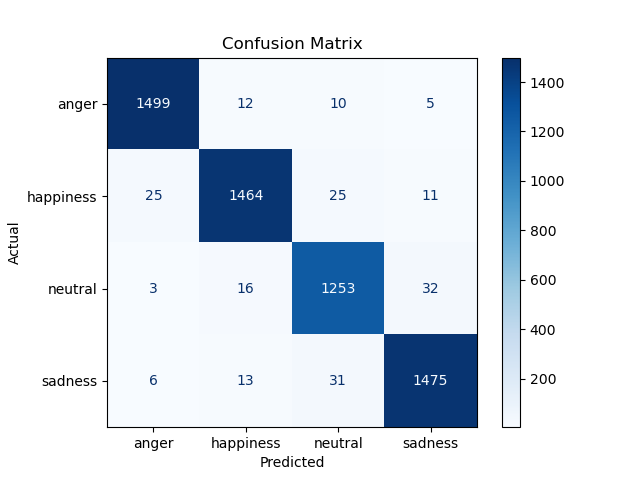 Confusion Matrix
anger 1499 12 10 5
happiness 25 1464 25 11
neutral 3 16 1253 32
sadness 6 13 31 1475
anger happiness neutral sadness
Predicted
Actual
1400
1200
1000
800
600
400
200